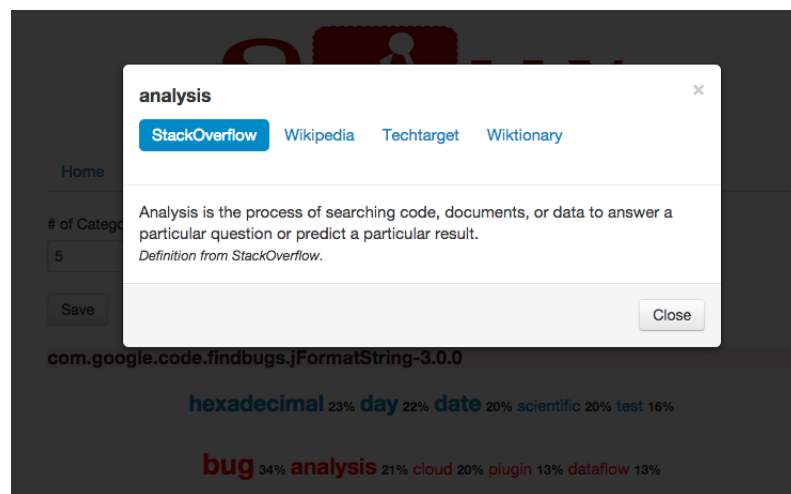 analysis
×
StackOverflow Wikipedia Techtarget Wiktionary
Home
Analysis is the process of searching code, documents, or data to answer a
particular question or predict a particular result.
Definition from StackOverflow.
# of Catego
5
Save
Close
com.google.code.findbugs.jFormatString-3.0.0
hexadecimal 23% day 22% date 20% scientific 20% test 16%
bug 34% analysis 21% cloud 20% plugin 13% dataflow 13%